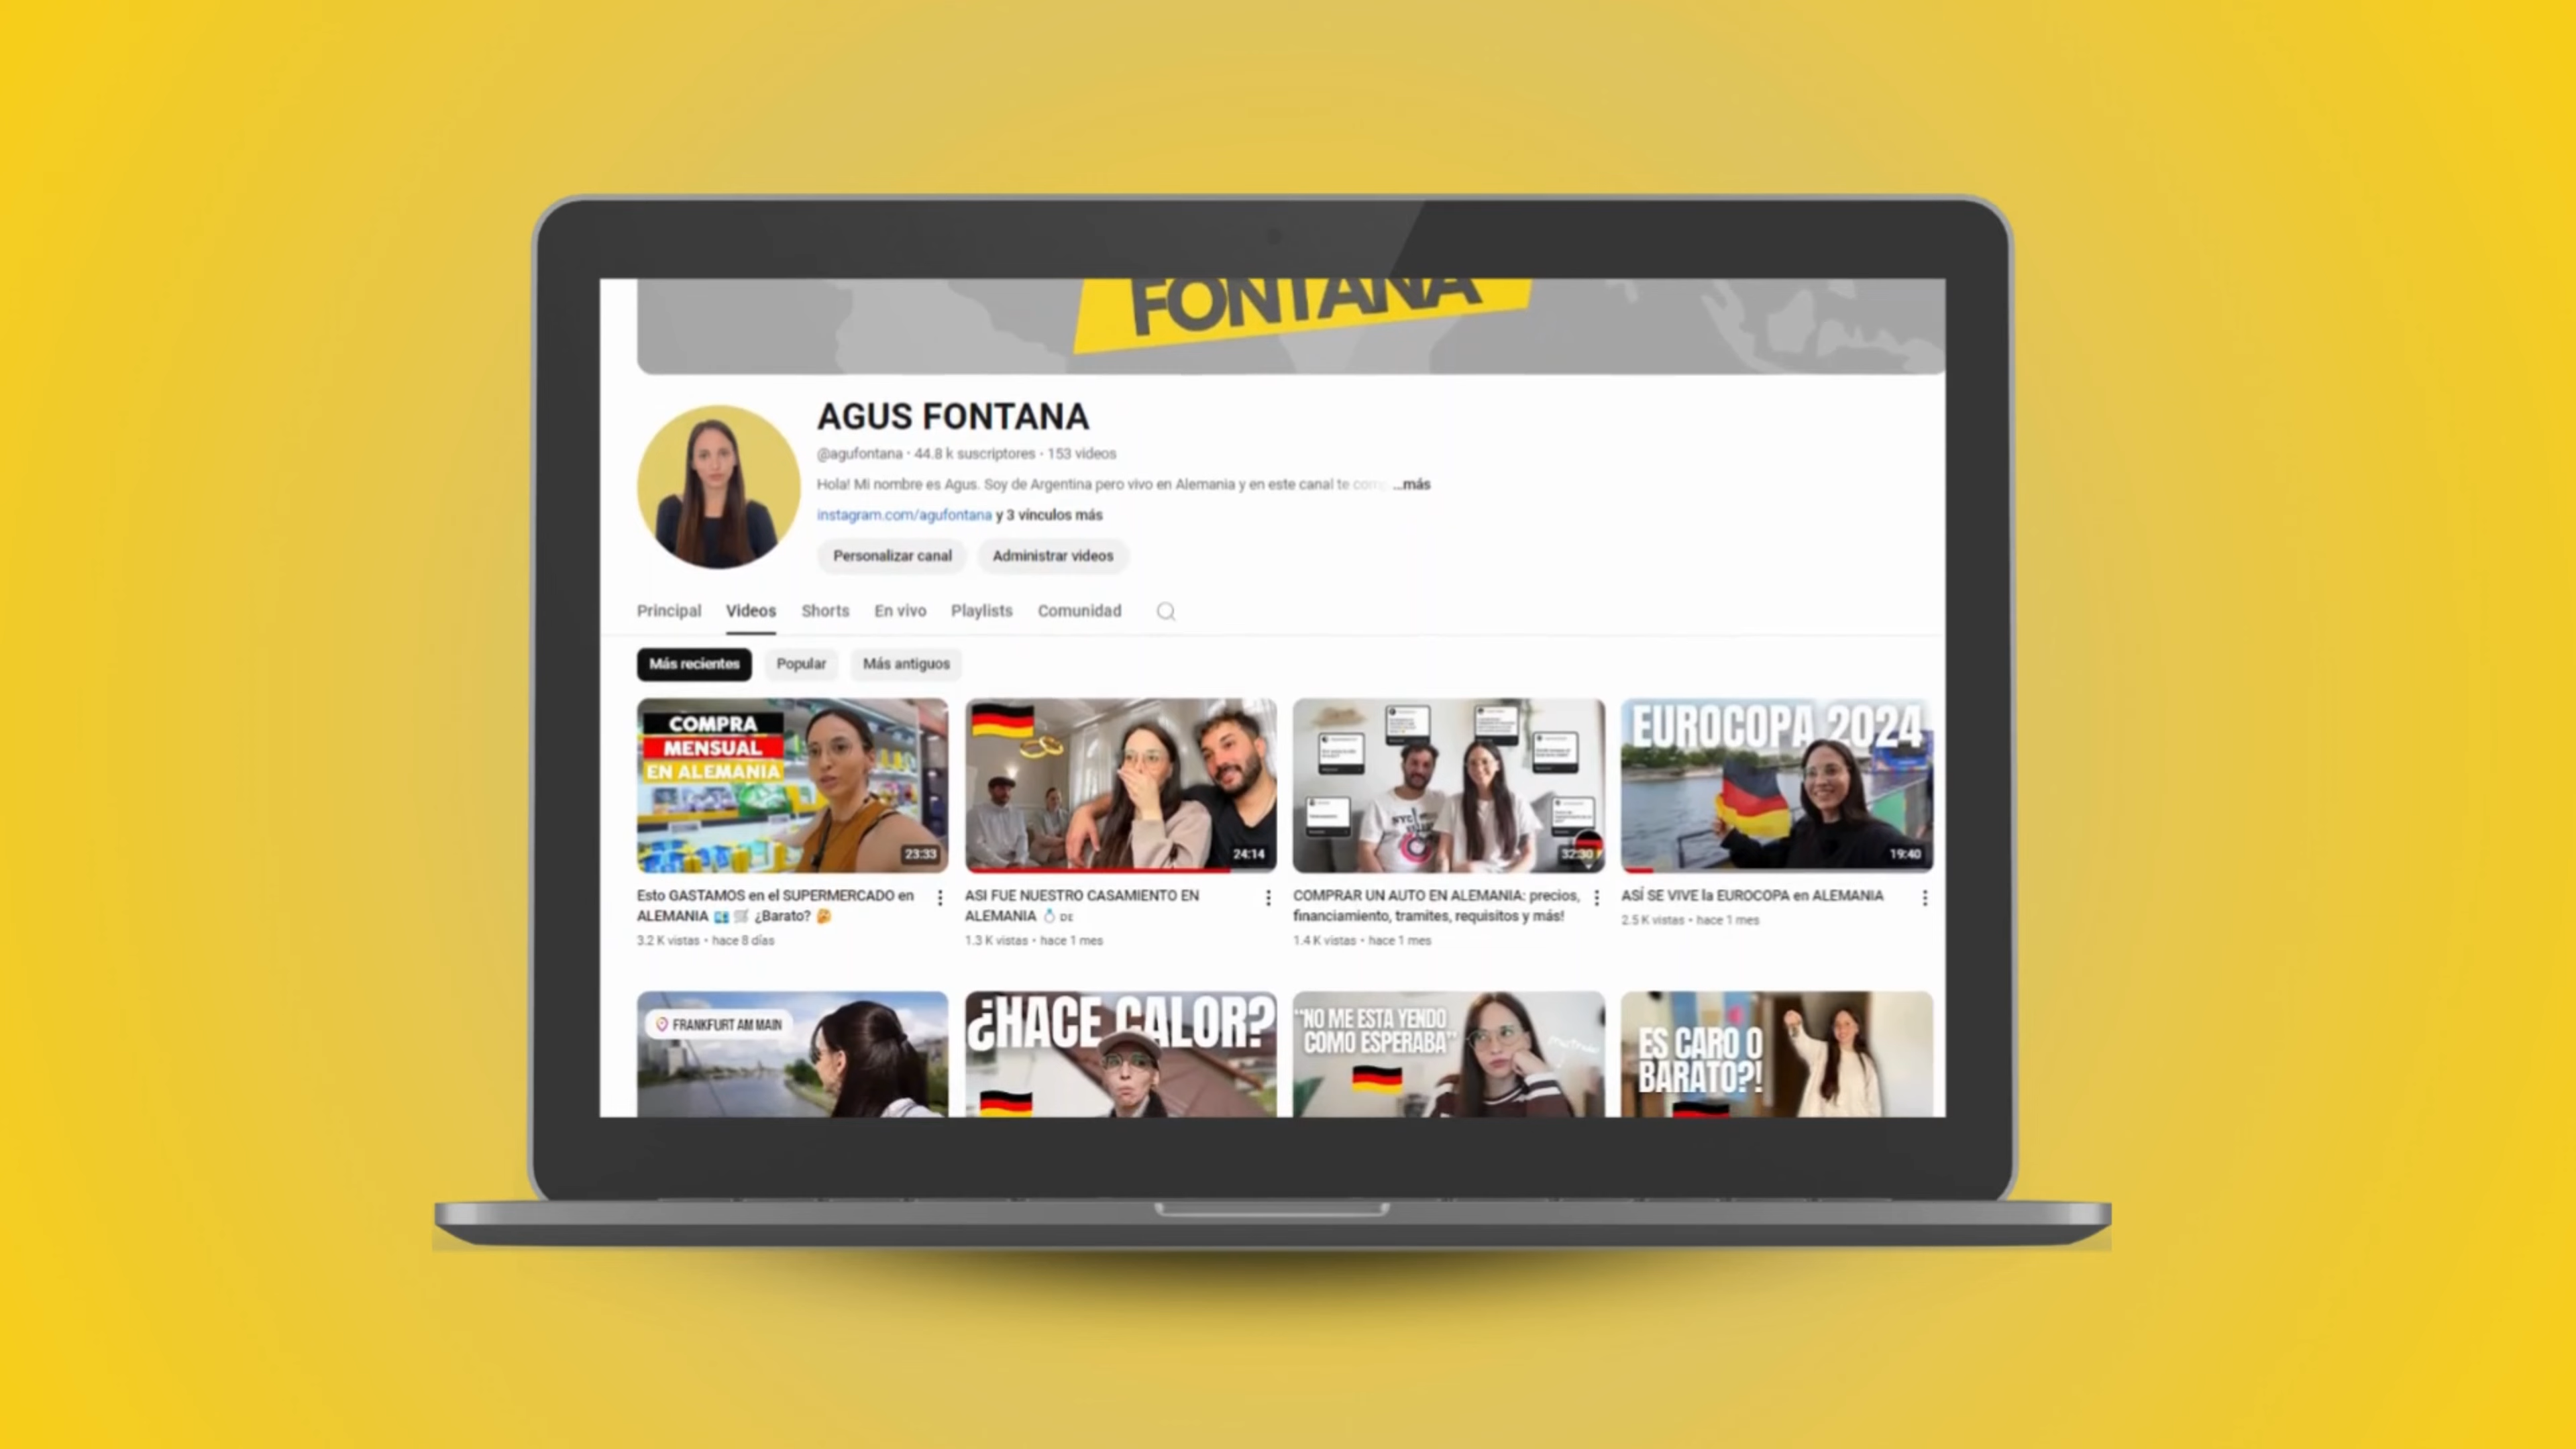 FONTANA
AGUS FONTANA
@agufontana · 44.8 k suscriptores · 153 videos
Hola! Mi nombre es Agus. Soy de Argentina pero vivo en Alemania y en este canal te ...más
instagram.com/agufontana y 3 vínculos más
Personalizar canal Administrar videos
Principal Videos Shorts En vivo Playlists Comunidad
Más recientes Popular Más antiguos
COMPRA
MENSUAL
EN ALEMANIA
23:33
24:14
NYC
32:30
EUROCOPA 2024
19:40
Esto GASTAMOS en el SUPERMERCADO en
ALEMANIA 💶 🛒 ¿Barato? 🤔
3.2 K vistas • hace 8 días
ASI FUE NUESTRO CASAMIENTO EN
ALEMANIA 💍 DE
1.3 K vistas • hace 1 mes
COMPRAR UN AUTO EN ALEMANIA: precios,
financiamiento, tramites, requisitos y más!
1.4 K vistas • hace 1 mes
ASÍ SE VIVE la EUROCOPA en ALEMANIA
2.5 K vistas • hace 1 mes
FRANKFURT AM MAIN
¿HACE CALOR?
"NO ME ESTA YENDO
COMO ESPERABA"
ES CARO O
BARATO?!